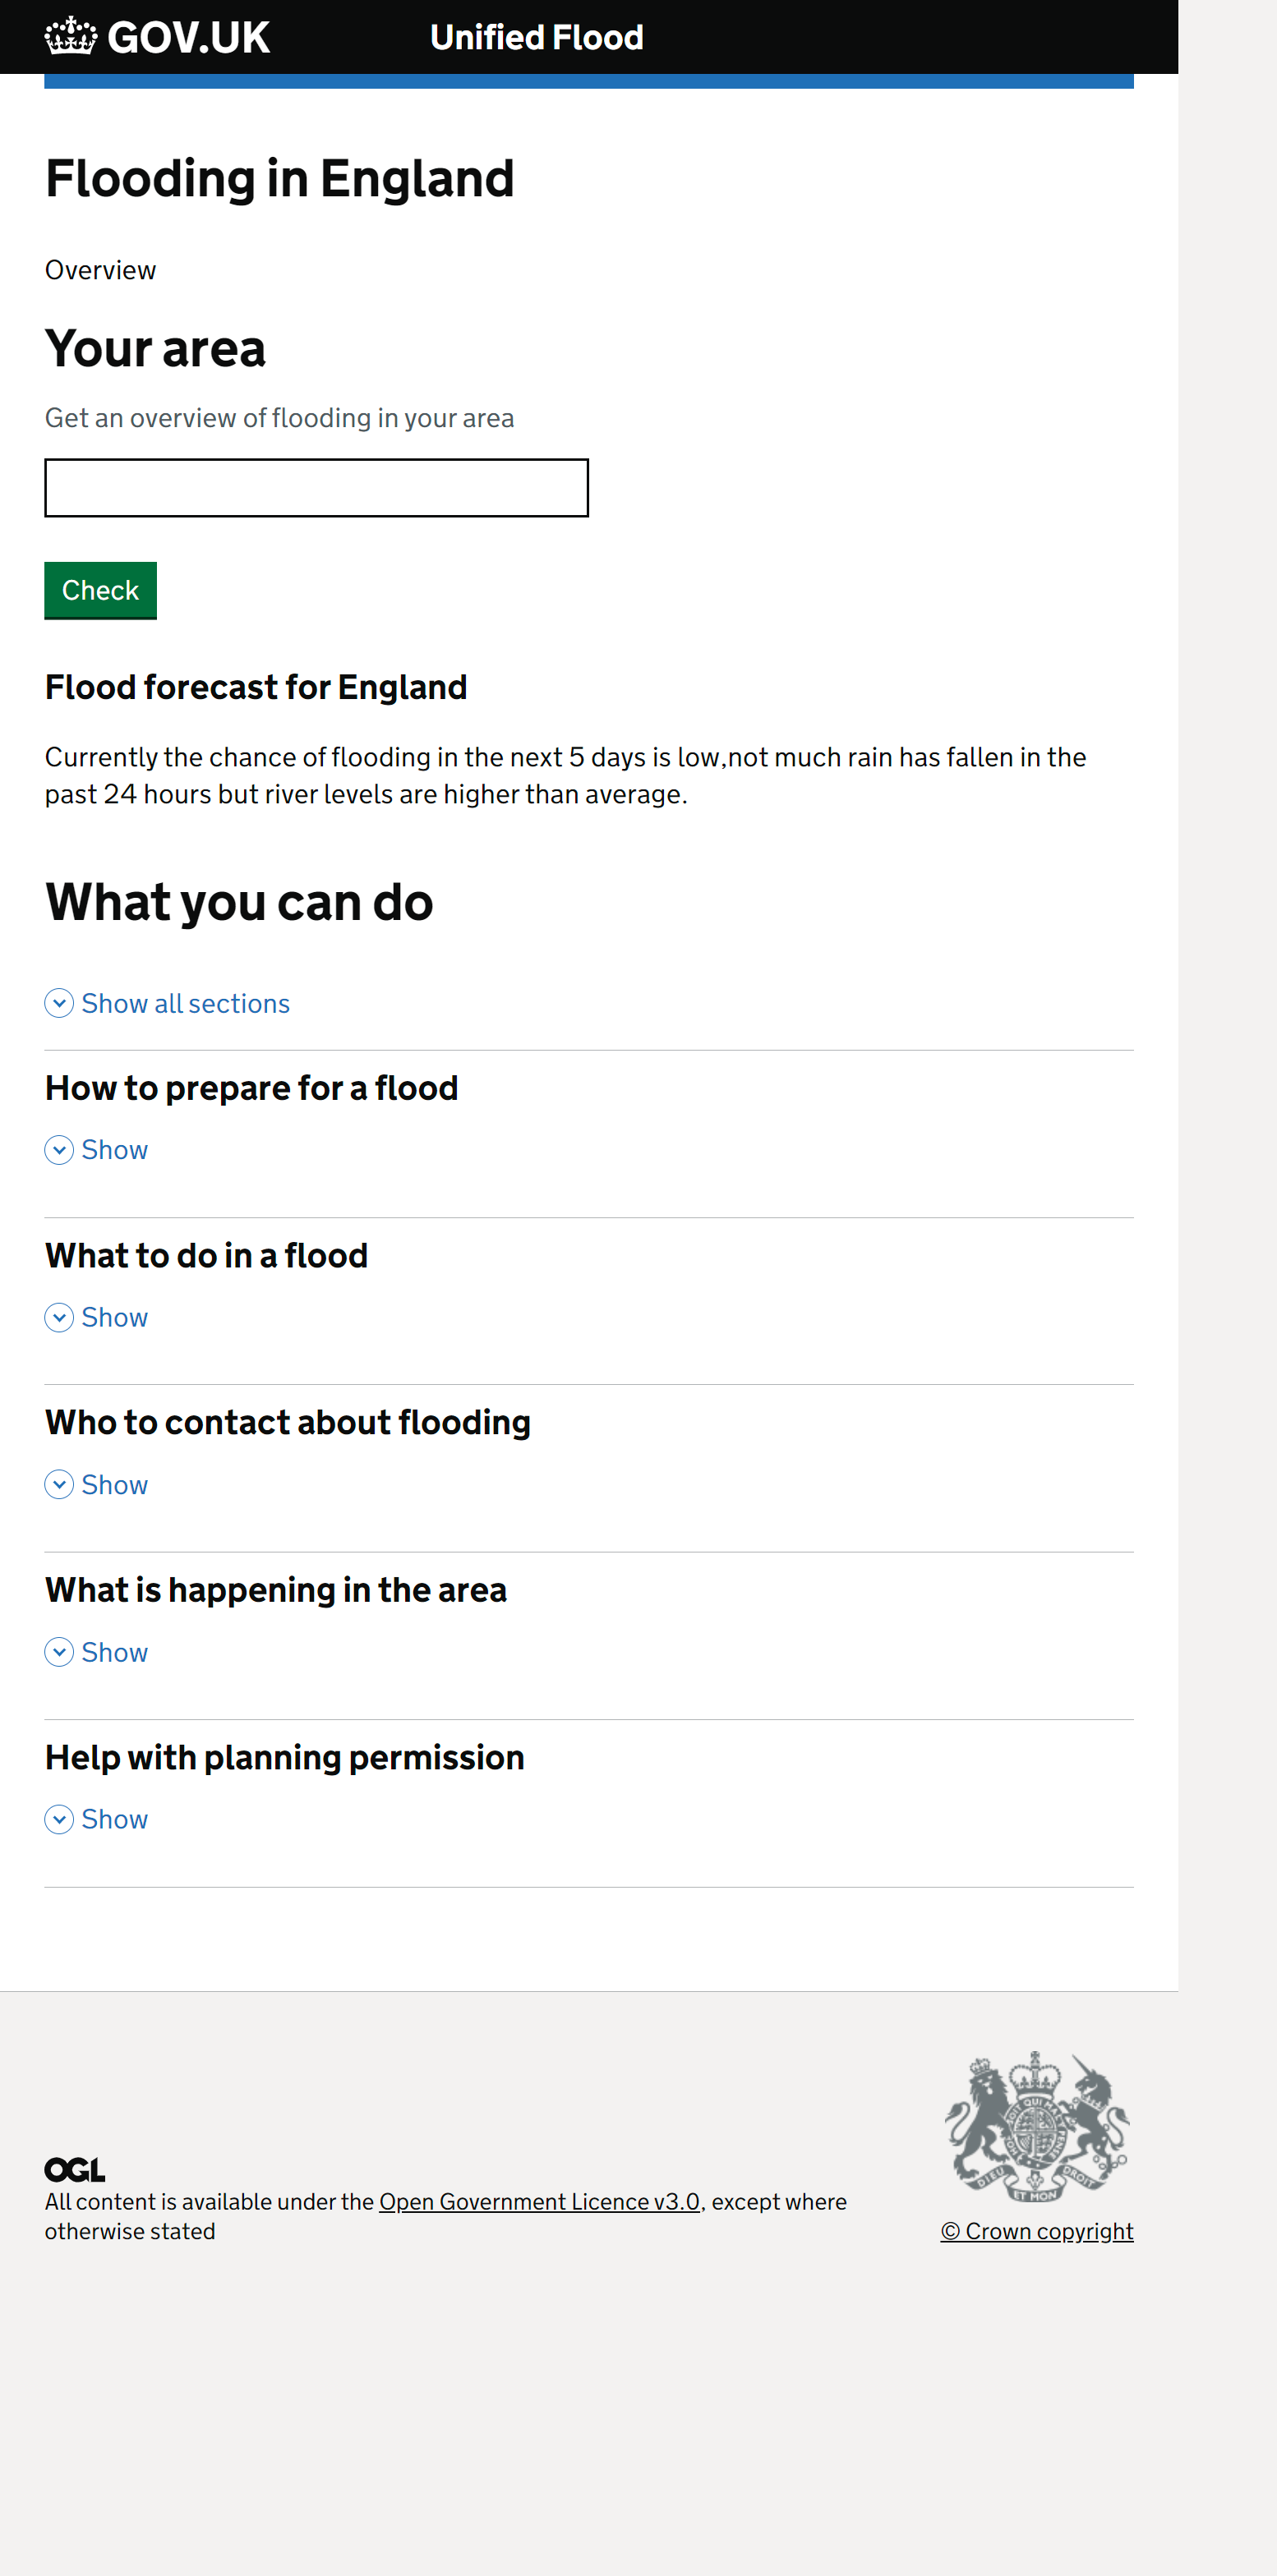 GOV.UK Unified Flood
Flooding in England
Overview
Your area
Get an overview of flooding in your area
Check
Flood forecast for England
Currently the chance of flooding in the next 5 days is low,not much rain has fallen in the
past 24 hours but river levels are higher than average.
What you can do
Show all sections
How to prepare for a flood
Show
What to do in a flood
Show
Who to contact about flooding
Show
What is happening in the area
Show
Help with planning permission
Show
DIEU ET MON DROIT
OGL
All content is available under the Open Government Licence v3.0, except where
otherwise stated
© Crown copyright